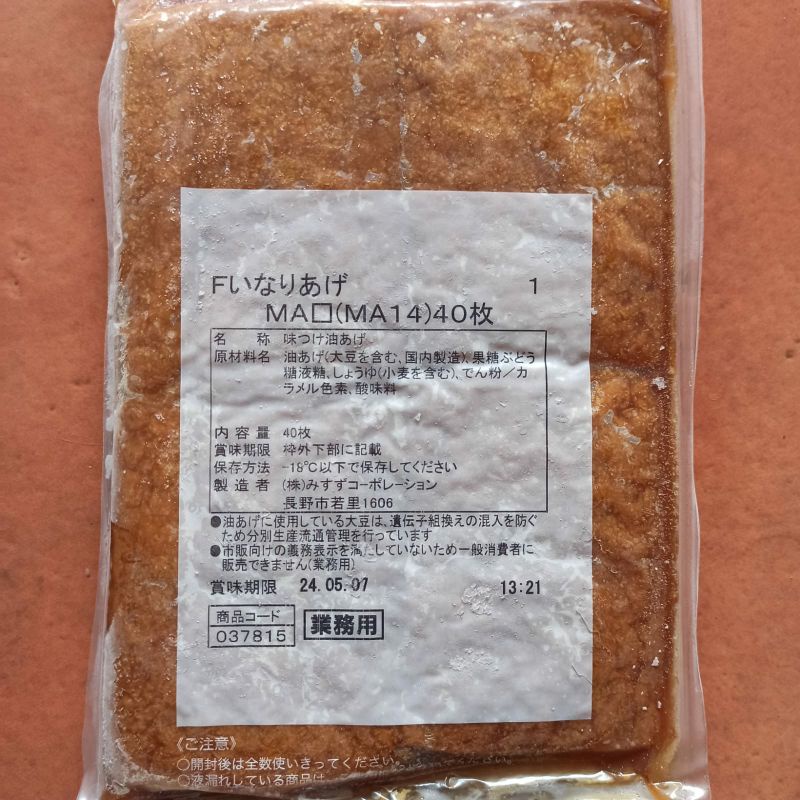 Fいなりあげ 1
MA□(MA14)40枚
名称 味つけ油あげ
原材料名 油あげ(大豆を含む、国内製造)、果糖ぶどう
糖液糖、しょうゆ(小麦を含む)、でん粉／カ
ラメル色素、酸味料
内容量 40枚
賞味期限 枠外下部に記載
保存方法 -18℃以下で保存してください
製造者 (株)みすずコーポレーション
長野市若里1606
●油あげに使用している大豆は、遺伝子組換えの混入を防ぐ
ため分別生産流通管理を行っています
●市販向けの義務表示を満たしていないため一般消費者に
販売できません(業務用)
賞味期限 24.05.07 13:21
商品コード
037815 業務用
《ご注意》
○開封後は全数使いきってください。
○液漏れしている商品は